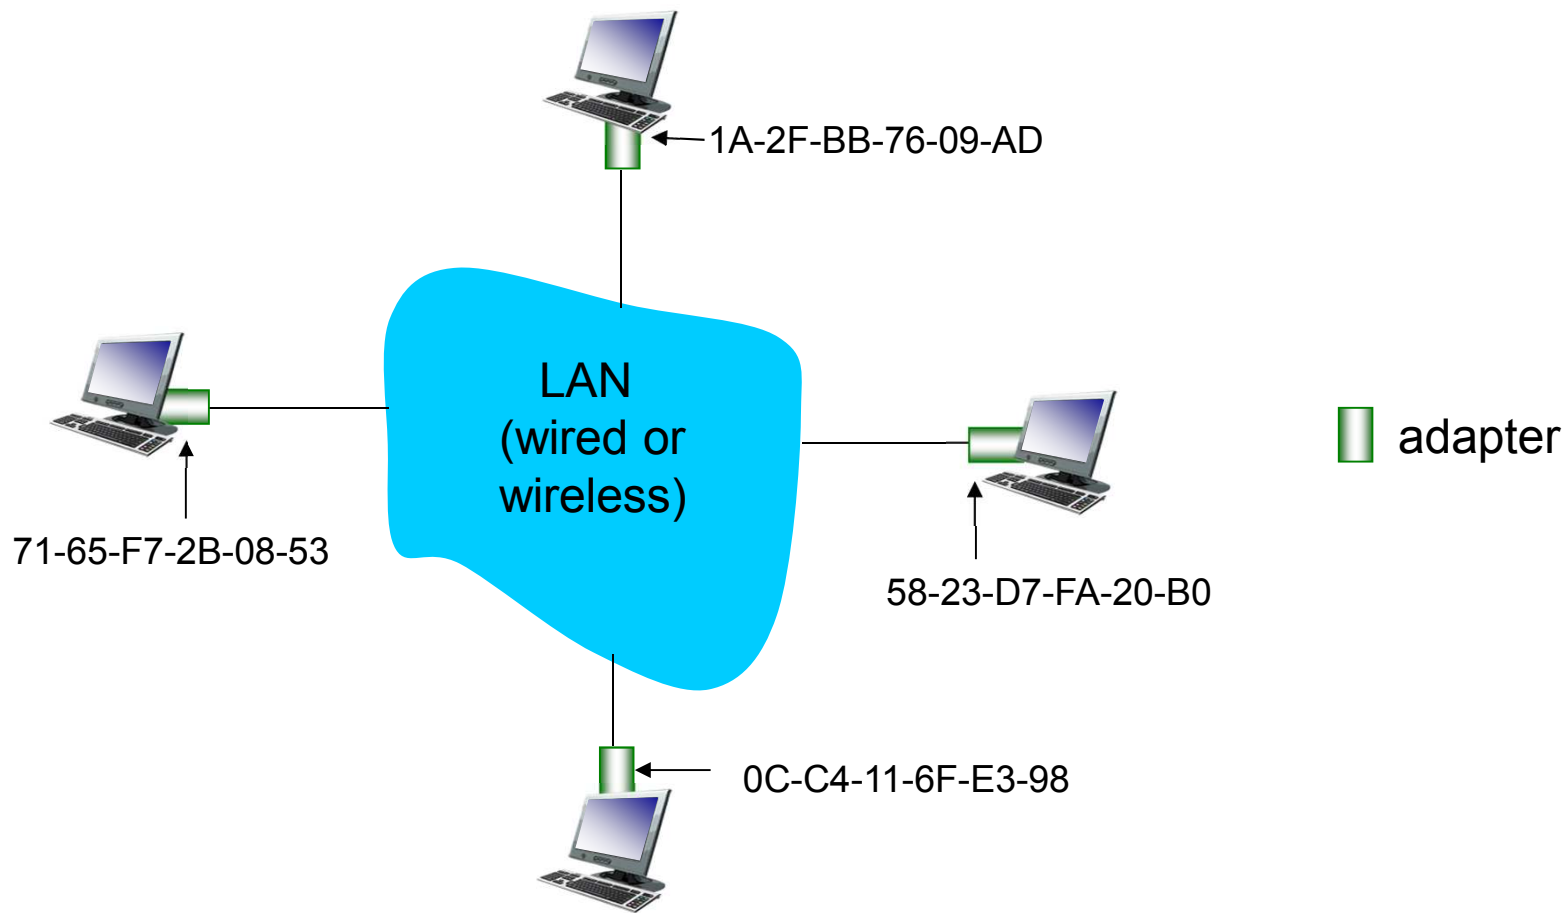 1A-2F-BB-76-09-AD
LAN
(wired or
wireless)
adapter
71-65-F7-2B-08-53
58-23-D7-FA-20-B0
0C-C4-11-6F-E3-98